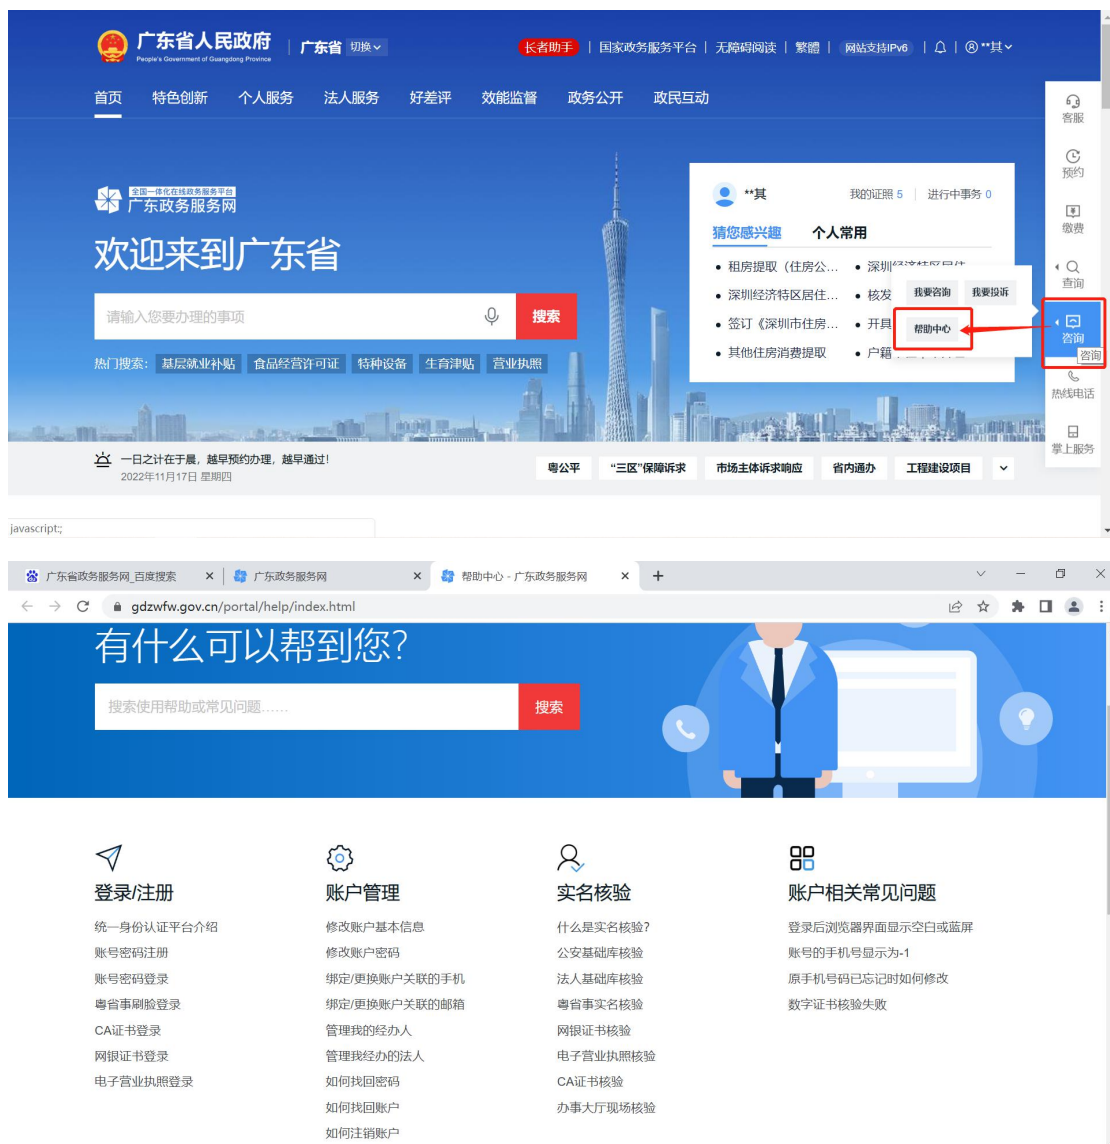 广东省人民政府
People's Government of Guangdong Province
广东省 切换
长者助手 国家政务服务平台 无障碍阅读 繁體 网站支持IPv6 **其
首页 特色创新 个人服务 法人服务 好差评 效能监督 政务公开 政民互动
客服
预约
缴费
查询
咨询
咨询
热线电话
掌上服务
全国一体化在线政务服务平台
广东政务服务网
欢迎来到广东省
请输入您要办理的事项 搜索
热门搜索: 基层就业补贴 食品经营许可证 特种设备 生育津贴 营业执照
**其 我的证照 5 进行中事务 0
猜您感兴趣 个人常用
• 租房提取（住房公... • 深圳经济特区居住
• 深圳经济特区居住... • 核发
• 签订《深圳市住房... • 开具
• 其他住房消费提取 • 户籍
我要咨询 我要投诉
帮助中心
一日之计在于晨，越早预约办理，越早通过!
2022年11月17日 星期四
粤公平 “三区”保障诉求 市场主体诉求响应 省内通办 工程建设项目
javascript:;
广东省政务服务网_百度搜索 广东政务服务网 帮助中心 - 广东政务服务网
gdzwfw.gov.cn/portal/help/index.html
有什么可以帮到您?
搜索使用帮助或常见问题...... 搜索
登录/注册
统一身份认证平台介绍
账号密码注册
账号密码登录
粤省事刷脸登录
CA证书登录
网银证书登录
电子营业执照登录
账户管理
修改账户基本信息
修改账户密码
绑定/更换账户关联的手机
绑定/更换账户关联的邮箱
管理我的经办人
管理我经办的法人
如何找回密码
如何找回账户
如何注销账户
实名核验
什么是实名核验?
公安基础库核验
法人基础库核验
粤省事实名核验
网银证书核验
电子营业执照核验
CA证书核验
办事大厅现场核验
账户相关常见问题
登录后浏览器界面显示空白或蓝屏
账号的手机号显示为-1
原手机号码已忘记时如何修改
数字证书核验失败